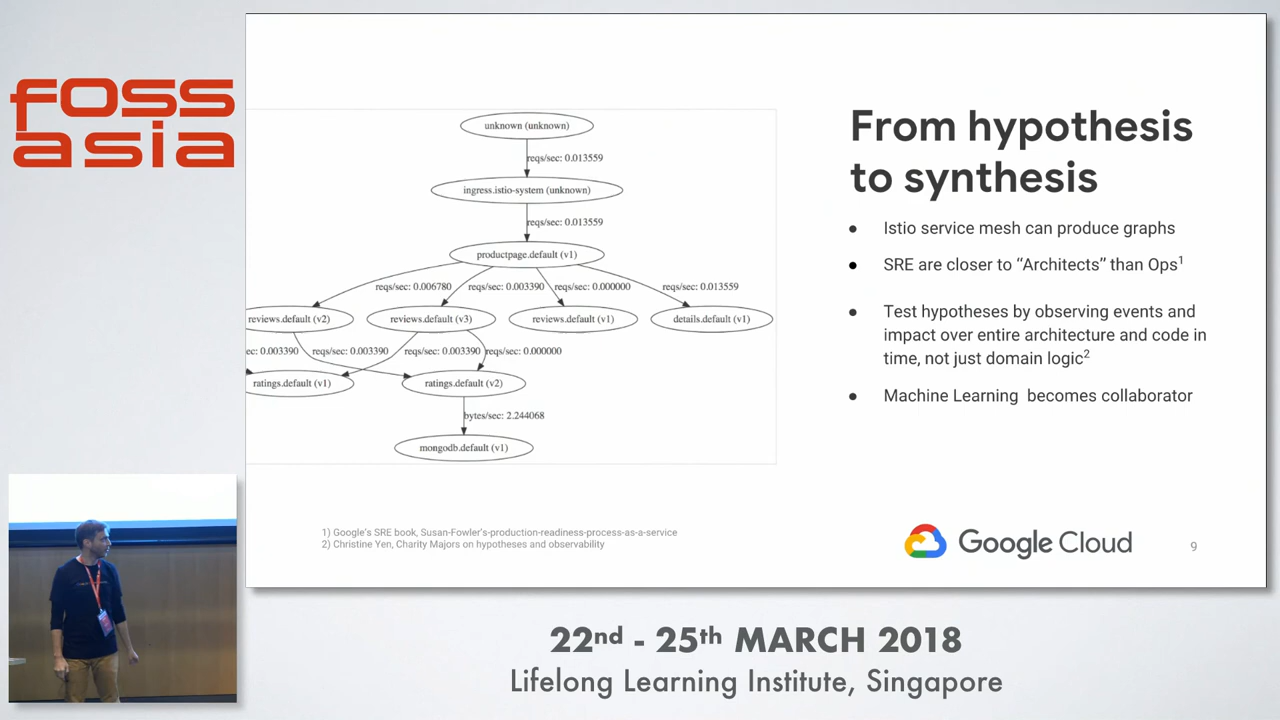 foss
asia
unknown (unknown)
reqs/sec: 0.013559
ingress.istio-system (unknown)
reqs/sec: 0.013559
productpage.default (v1)
reqs/sec: 0.006780 reqs/sec: 0.003390 reqs/sec: 0.000000 reqs/sec: 0.013559
reviews.default (v2) reviews.default (v3) reviews.default (v1) details.default (v1)
ec: 0.003390 reqs/sec: 0.003390 reqs/sec: 0.003390 reqs/sec: 0.000000
ratings.default (v1) ratings.default (v2)
bytes/sec: 2.244068
mongodb.default (v1)
From hypothesis
to synthesis
● Istio service mesh can produce graphs
● SRE are closer to “Architects” than Ops1
● Test hypotheses by observing events and
impact over entire architecture and code in
time, not just domain logic2
● Machine Learning becomes collaborator
1) Google's SRE book, Susan-Fowler's-production-readiness-process-as-a-service
2) Christine Yen, Charity Majors on hypotheses and observability
Google Cloud
9
22nd - 25th MARCH 2018
Lifelong Learning Institute, Singapore